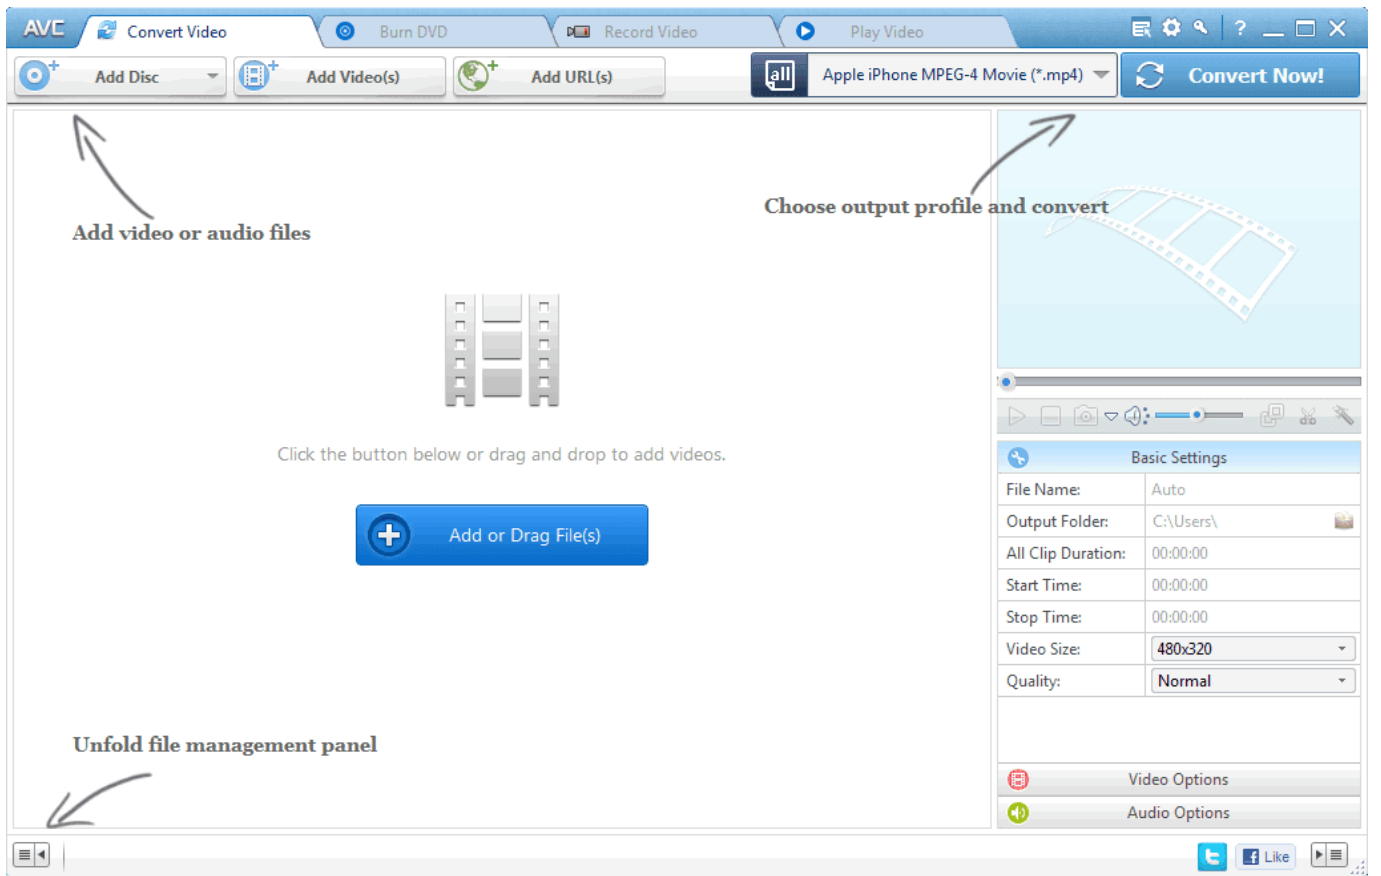 AVC
Convert Video
Burn DVD
Record Video
Play Video
?
Add Disc
Add Video(s)
Add URL(s)
all
Apple iPhone MPEG-4 Movie (*.mp4)
Convert Now!
Add video or audio files
Choose output profile and convert
Click the button below or drag and drop to add videos.
Add or Drag File(s)
Basic Settings
File Name: Auto
Output Folder: C:\Users\
All Clip Duration: 00:00:00
Start Time: 00:00:00
Stop Time: 00:00:00
Video Size: 480x320
Quality: Normal
Unfold file management panel
Video Options
Audio Options
Like